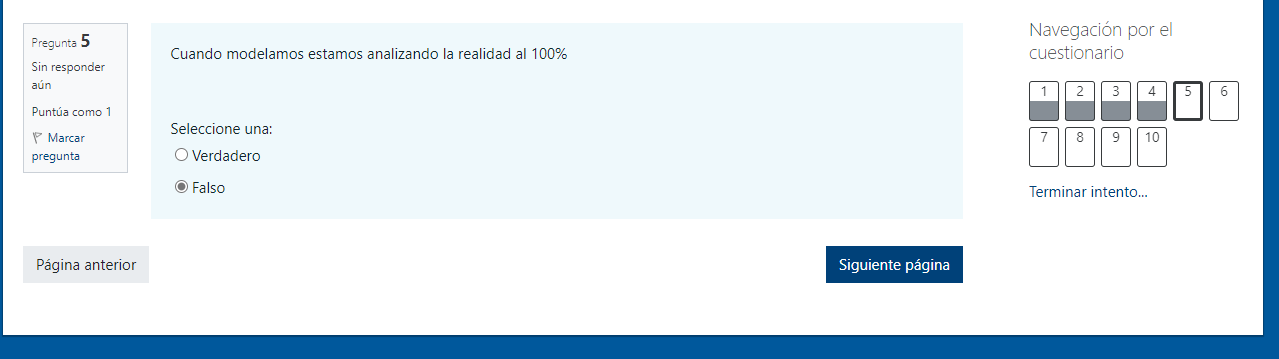 Pregunta 5
Sin responder
aún
Puntúa como 1
Marcar
pregunta
Cuando modelamos estamos analizando la realidad al 100%
Seleccione una:
Verdadero
Falso
Página anterior
Siguiente página
Navegación por el
cuestionario
1 2 3 4 5 6
7 8 9 10
Terminar intento...